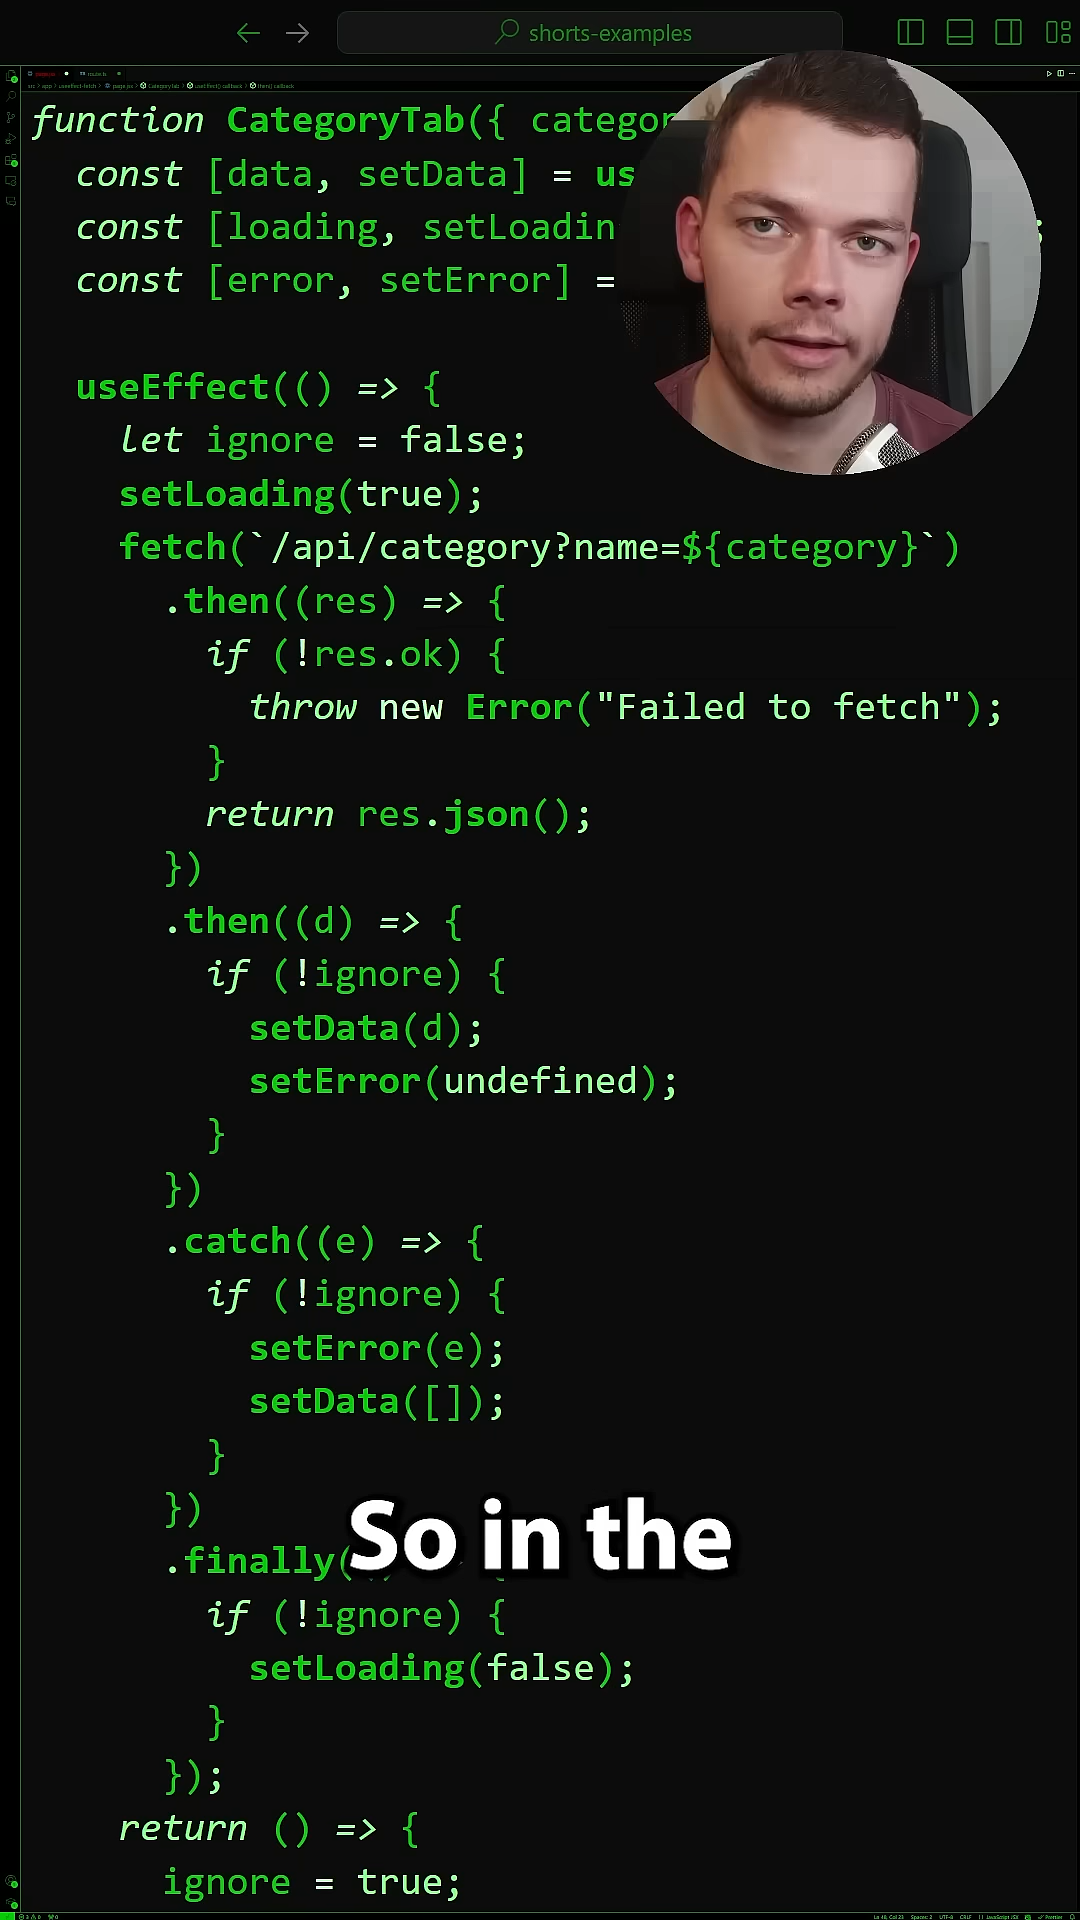 shorts-examples
function CategoryTab({ categor
const [data, setData] = us
const [loading, setLoadin
const [error, setError] =
useEffect(() => {
let ignore = false;
setLoading(true);
fetch(`/api/category?name=${category}`)
.then((res) => {
if (!res.ok) {
throw new Error("Failed to fetch");
}
return res.json();
})
.then((d) => {
if (!ignore) {
setData(d);
setError(undefined);
}
})
.catch((e) => {
if (!ignore) {
setError(e);
setData([]);
}
})
So in the
.finally(
if (!ignore) {
setLoading(false);
}
});
return () => {
ignore = true;